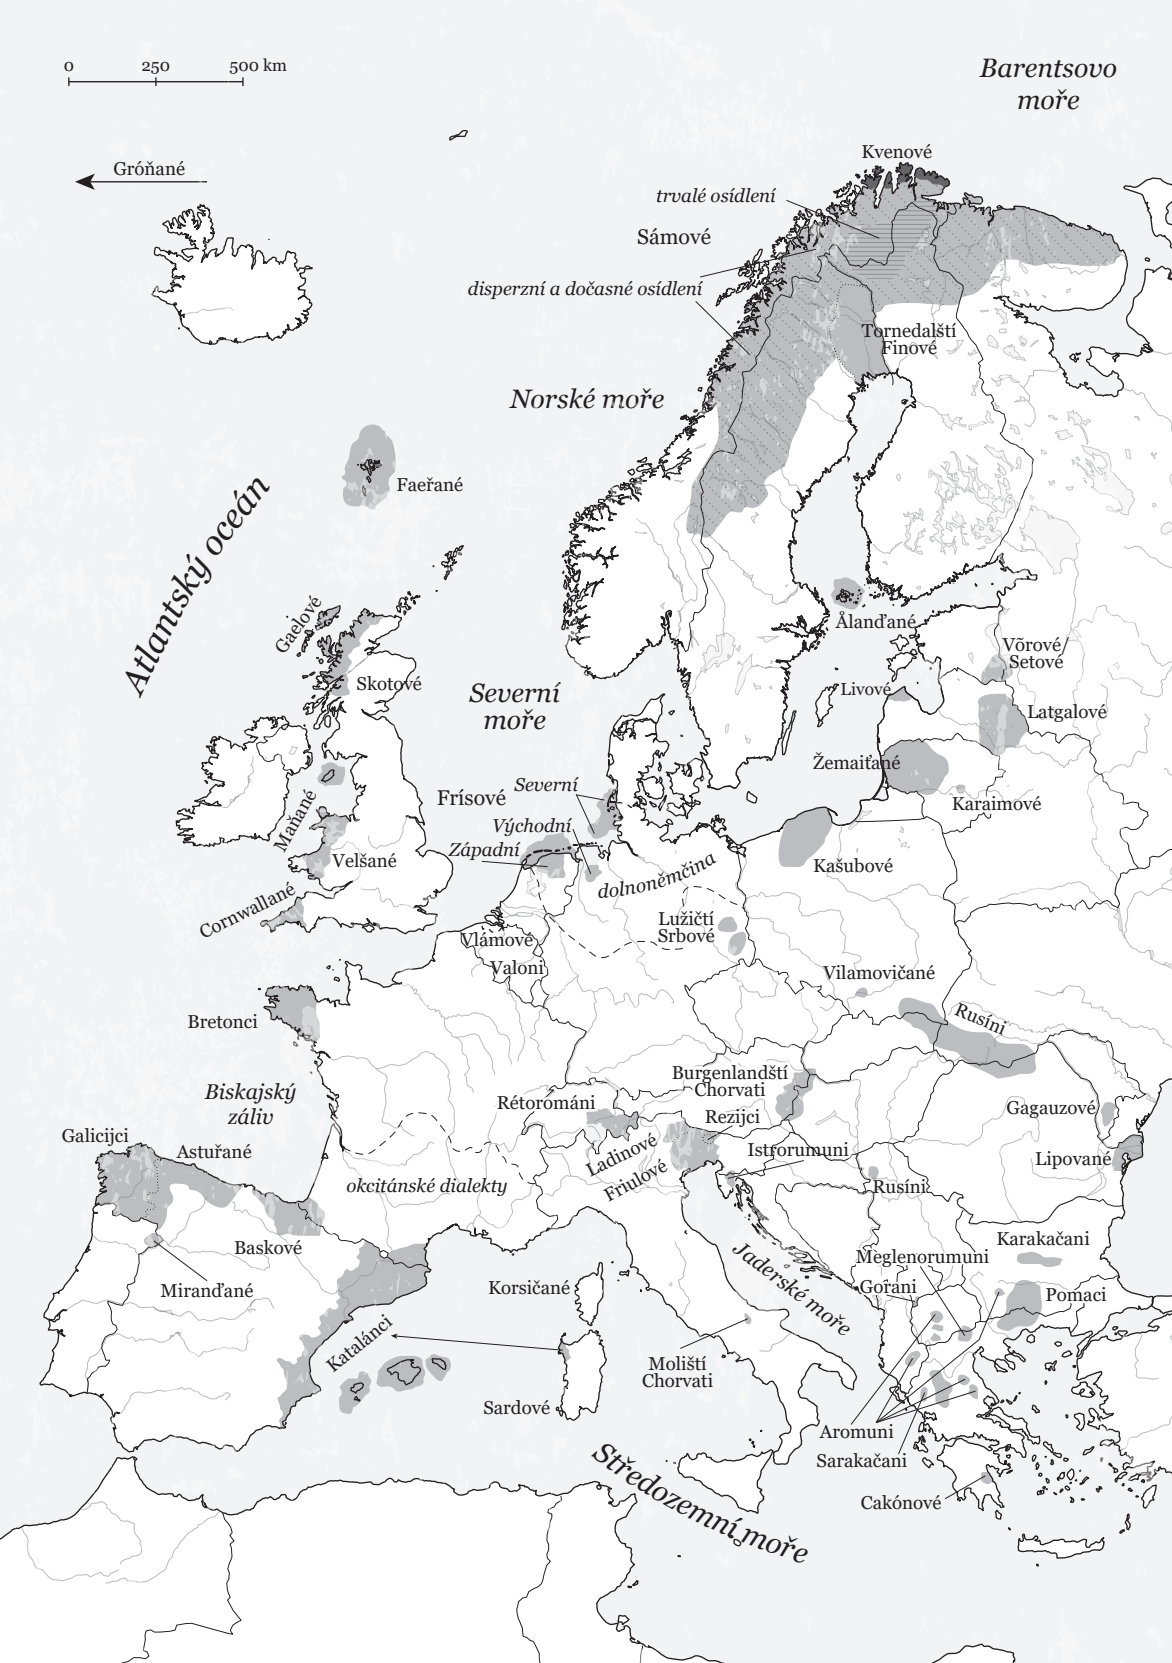 0 250 500 km
Barentsovo
moře
Kvenové
Gróňané
trvalé osídlení
Sámové
disperzní a dočasné osídlení
Tornedalští
Finové
Norské moře
Faeřané
Atlantský oceán
Gaelové
Ålanďané
Võrové/
Setové
Skotové
Livové
Severní
moře
Latgalové
Žemaiťané
Severní
Frísové
Karaimové
Maňané
Východní
Západní
Velšané
Kašubové
dolnoněmčina
Cornwallané
Lužičtí
Srbové
Vlámové
Valoni
Vilamovičané
Bretonci
Rusíni
Burgenlandští
Chorvati
Biskajský
záliv
Rétorománi
Rezijci
Gagauzové
Galicijci
Asturané
Ladinové
Istrorumuni
Lipované
Friulové
okcitánské dialekty
Rusíni
Baskové
Karakačani
Jaderské moře
Meglenorumuni
Miranďané
Korsičané
Gorani
Pomaci
Katalánci
Moliští
Chorvati
Sardové
Aromuni
Sarakačani
Středozemní moře
Cakónové